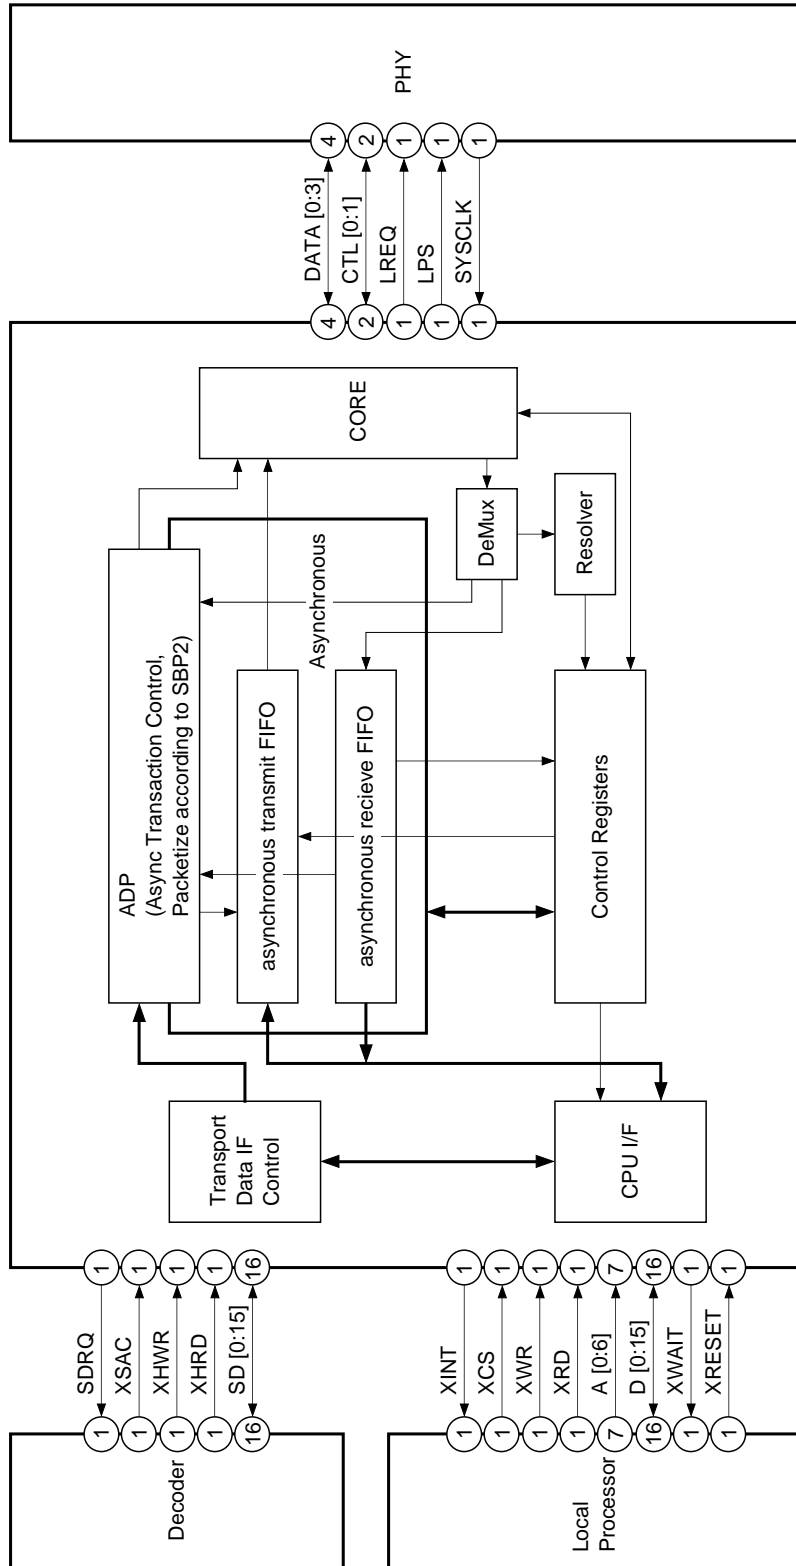 Decoder
1
1
1
1
16
SDRQ
XSAC
XHWR
XHRD
SD [0:15]
1
1
1
1
16
Local
Processor
1
1
1
1
7
16
1
1
XINT
XCS
XWR
XRD
A [0:6]
D [0:15]
XWAIT
XRESET
1
1
1
1
7
16
1
1
Transport
Data IF
Control
CPU I/F
ADP
(Async Transaction Control,
Packetize according to SBP2)
asynchronous transmit FIFO
asynchronous recieve FIFO
Asynchronous
Control Registers
DeMux
Resolver
CORE
4
2
1
1
1
DATA [0:3]
CTL [0:1]
LREQ
LPS
SYSCLK
4
2
1
1
1
PHY